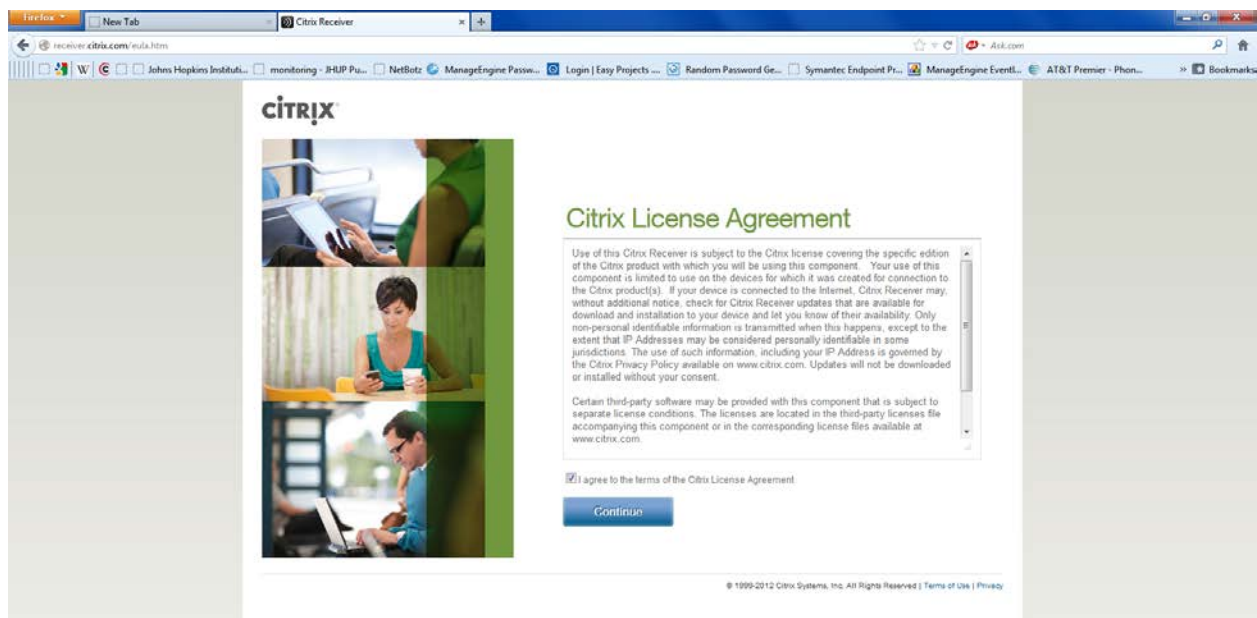 Firefox
New Tab
Citrix Receiver
receiver.citrix.com/eula.htm
Ask.com
W
Johns Hopkins Instituti...
monitoring - JHUP Pu...
NetBotz
ManageEngine Passw...
Login | Easy Projects ....
Random Password Ge...
Symantec Endpoint Pr...
ManageEngine Eventl...
AT&T Premier - Phon...
Bookmarks
CITRIX
Citrix License Agreement
Use of this Citrix Receiver is subject to the Citrix license covering the specific edition
of the Citrix product with which you will be using this component. Your use of this
component is limited to use on the devices for which it was created for connection to
the Citrix product(s). If your device is connected to the Internet, Citrix Receiver may,
without additional notice, check for Citrix Receiver updates that are available for
download and installation to your device and let you know of their availability. Only
non-personal identifiable information is transmitted when this happens, except to the
extent that IP Addresses may be considered personally identifiable in some
jurisdictions. The use of such information, including your IP Address is governed by
the Citrix Privacy Policy available on www.citrix.com. Updates will not be downloaded
or installed without your consent.
Certain third-party software may be provided with this component that is subject to
separate license conditions. The licenses are located in the third-party licenses file
accompanying this component or in the corresponding license files available at
www.citrix.com.
I agree to the terms of the Citrix License Agreement
Continue
© 1999-2012 Citrix Systems, Inc. All Rights Reserved | Terms of Use | Privacy